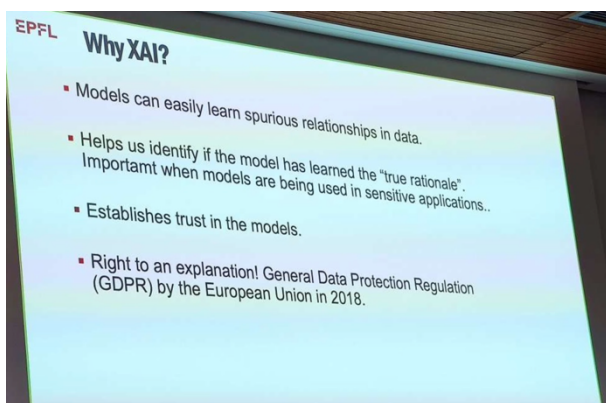 EPFL
Why XAI?
▪ Models can easily learn spurious relationships in data.
▪ Helps us identify if the model has learned the “true rationale”.
Importamt when models are being used in sensitive applications..
▪ Establishes trust in the models.
▪ Right to an explanation! General Data Protection Regulation
(GDPR) by the European Union in 2018.